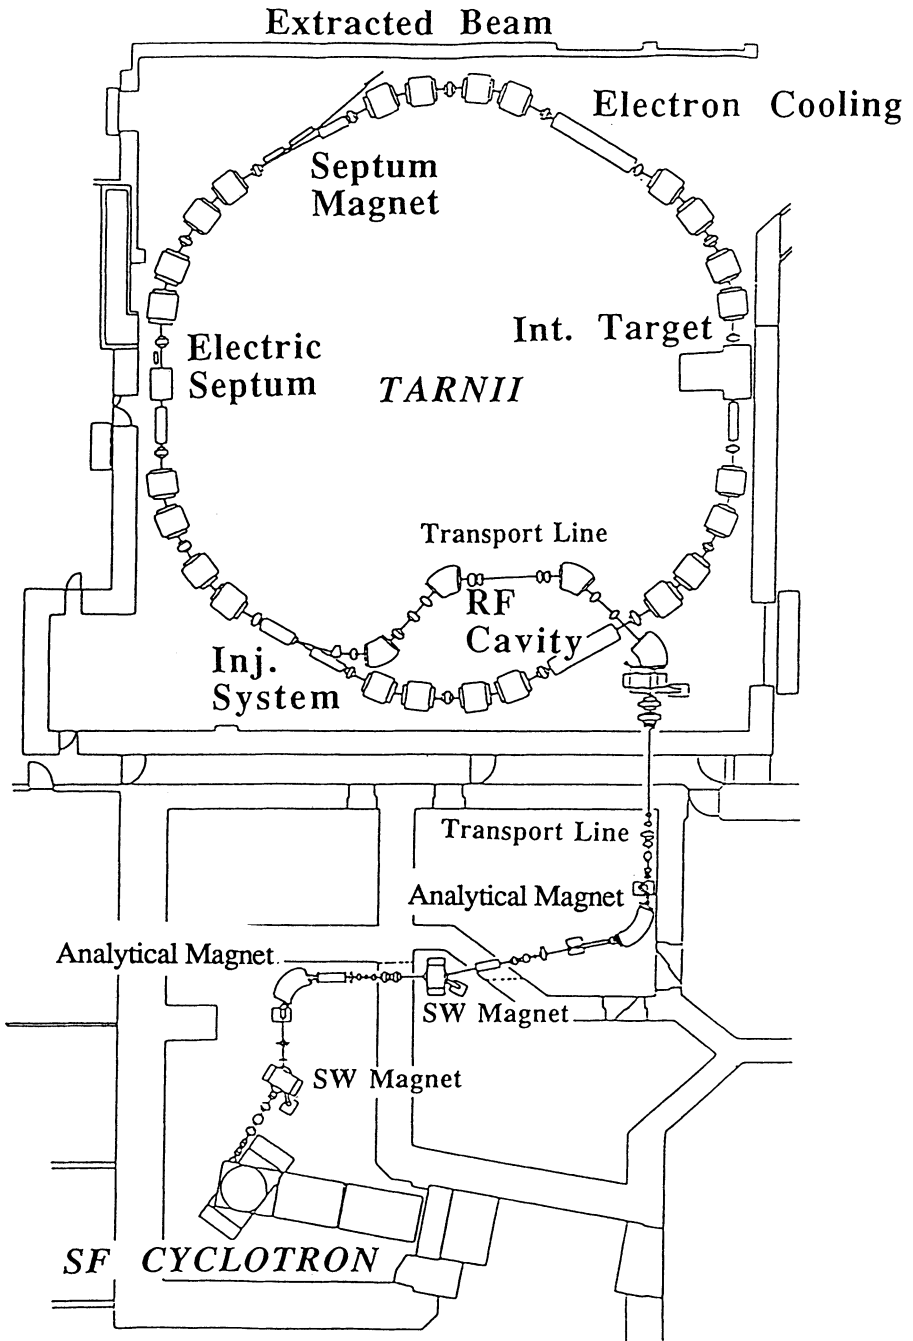 Extracted Beam
Electron Cooling
Septum
Magnet
Int. Target
Electric
Septum
TARNII
Transport Line
RF
Cavity
Inj.
System
Transport Line
Analytical Magnet
Analytical Magnet
SW Magnet
SW Magnet
SF CYCLOTRON